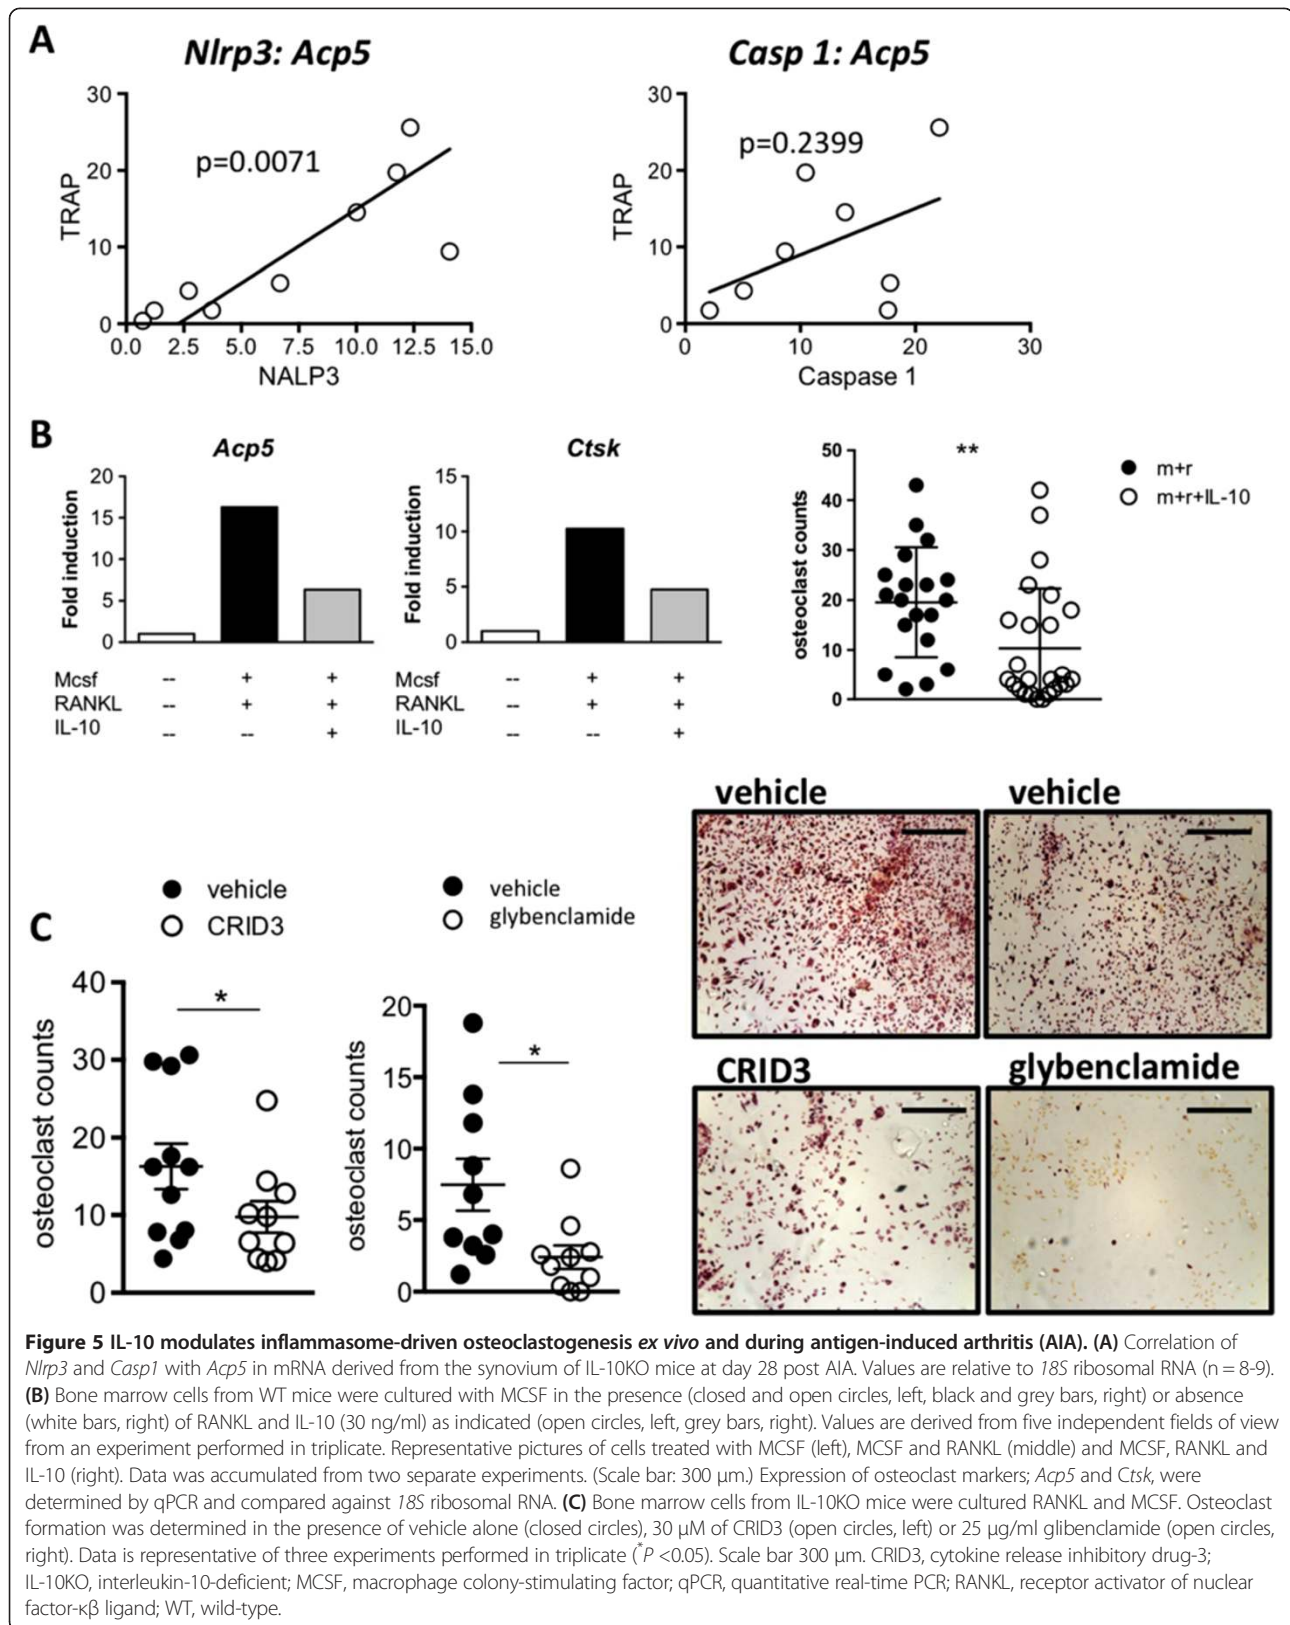 A
Nlrp3: Acp5
Casp 1: Acp5
30
20
10
0
TRAP
p=0.0071
0.0 2.5 5.0 7.5 10.0 12.5 15.0
NALP3
30
20
10
0
TRAP
p=0.2399
0 10 20 30
Caspase 1
B
Acp5
20
15
10
5
0
Fold induction
Mcsf -- + +
RANKL -- + +
IL-10 -- -- +
Ctsk
15
10
5
0
Fold induction
Mcsf -- + +
RANKL -- + +
IL-10 -- -- +
50
40
30
20
10
0
osteoclast counts
**
m+r
m+r+IL-10
C
vehicle
CRID3
40
30
20
10
0
osteoclast counts
*
vehicle
glybenclamide
20
15
10
5
0
osteoclast counts
*
vehicle
vehicle
CRID3
glybenclamide
Figure 5 IL-10 modulates inflammasome-driven osteoclastogenesis ex vivo and during antigen-induced arthritis (AIA). (A) Correlation of
Nlrp3 and Casp1 with Acp5 in mRNA derived from the synovium of IL-10KO mice at day 28 post AIA. Values are relative to 18S ribosomal RNA (n = 8-9).
(B) Bone marrow cells from WT mice were cultured with MCSF in the presence (closed and open circles, left, black and grey bars, right) or absence
(white bars, right) of RANKL and IL-10 (30 ng/ml) as indicated (open circles, left, grey bars, right). Values are derived from five independent fields of view
from an experiment performed in triplicate. Representative pictures of cells treated with MCSF (left), MCSF and RANKL (middle) and MCSF, RANKL and
IL-10 (right). Data was accumulated from two separate experiments. (Scale bar: 300 μm.) Expression of osteoclast markers; Acp5 and Ctsk, were
determined by qPCR and compared against 18S ribosomal RNA. (C) Bone marrow cells from IL-10KO mice were cultured RANKL and MCSF. Osteoclast
formation was determined in the presence of vehicle alone (closed circles), 30 μM of CRID3 (open circles, left) or 25 μg/ml glibenclamide (open circles,
right). Data is representative of three experiments performed in triplicate (*P <0.05). Scale bar 300 μm. CRID3, cytokine release inhibitory drug-3;
IL-10KO, interleukin-10-deficient; MCSF, macrophage colony-stimulating factor; qPCR, quantitative real-time PCR; RANKL, receptor activator of nuclear
factor-κβ ligand; WT, wild-type.